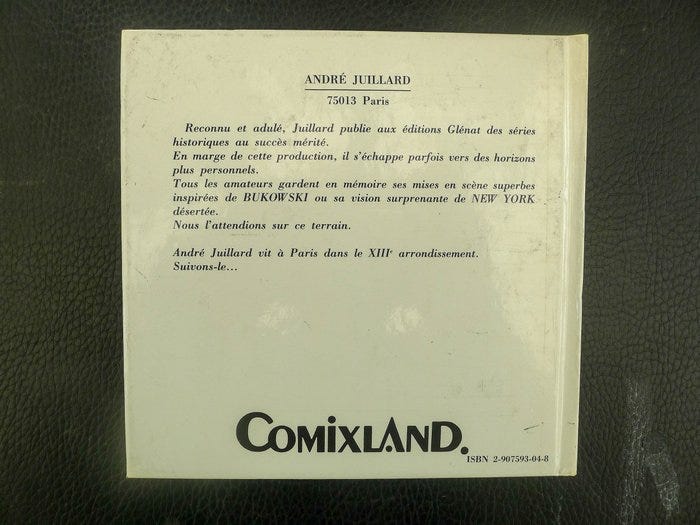 ANDRÉ JUILLARD
75013 Paris
Reconnu et adulé, Juillard publie aux éditions Glénat des séries
historiques au succès mérité.
En marge de cette production, il s'échappe parfois vers des horizons
plus personnels.
Tous les amateurs gardent en mémoire ses mises en scène superbes
inspirées de BUKOWSKI ou sa vision surprenante de NEW YORK
désertée.
Nous l'attendions sur ce terrain.
André Juillard vit à Paris dans le XIIIe arrondissement.
Suivons-le...
COMiXLAND.
ISBN 2-907593-04-8